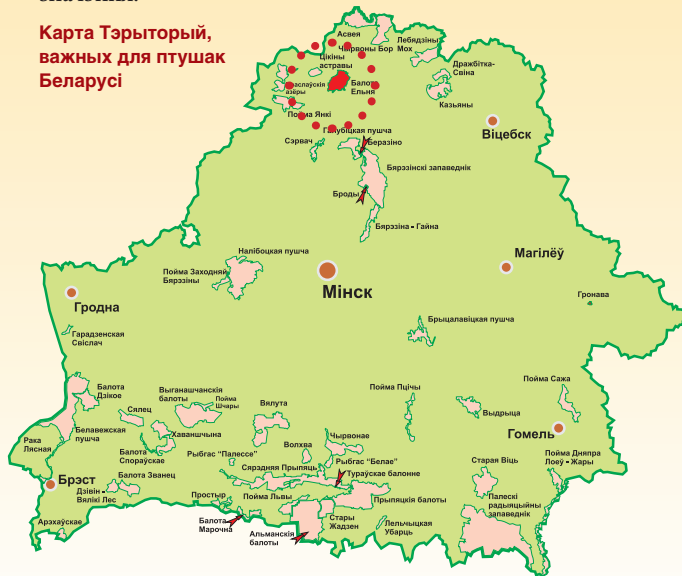 Карта Тэрыторый,
важных для птушак
Беларусі
Асвея
Чырвоны Бор
Лебядзіны
Мох
Цікіны
астравы
Дражбітка-
Свіна
азёры
Балота
Ельня
Казьяны
Пойма Янкі
Віцебск
Галубіцкая пушча
Сэрвач
Беразіно
Бярэзінскі запаведнік
Броды
Бярэзіна - Гайна
Налібоцкая пушча
Магілёў
Пойма Заходняй
Бярэзіны
Мінск
Гродна
Гронава
Гарадзенская
Свіслач
Брыцалавіцкая пушча
Балота
Дзікое
Выганашчанскія
балоты
Пойма
Шчары
Вялута
Пойма Пцічы
Пойма Сажа
Сялец
Выдрыца
Белавежская
пушча
Хаваншчына
Чырвонае
Гомель
Рака
Лясная
Балота
Спораўскае
Рыбгас "Палессе"
Волхва
Рыбгас "Белае"
Старая Віць
Пойма Дняпра
Лоеў - Жары
Сярэдняя Прыпяць
Тураўскае балонне
Брэст
Балота Званец
Дзівін -
Вялікі Лес
Простыр
Пойма Львы
Прыпяцкія балоты
Палескі
радыяцыйны
запаведнік
Арэхаўскае
Балота
Марочна
Стары
Жадзен
Лельчыцкая
Убарць
Альманскія
балоты